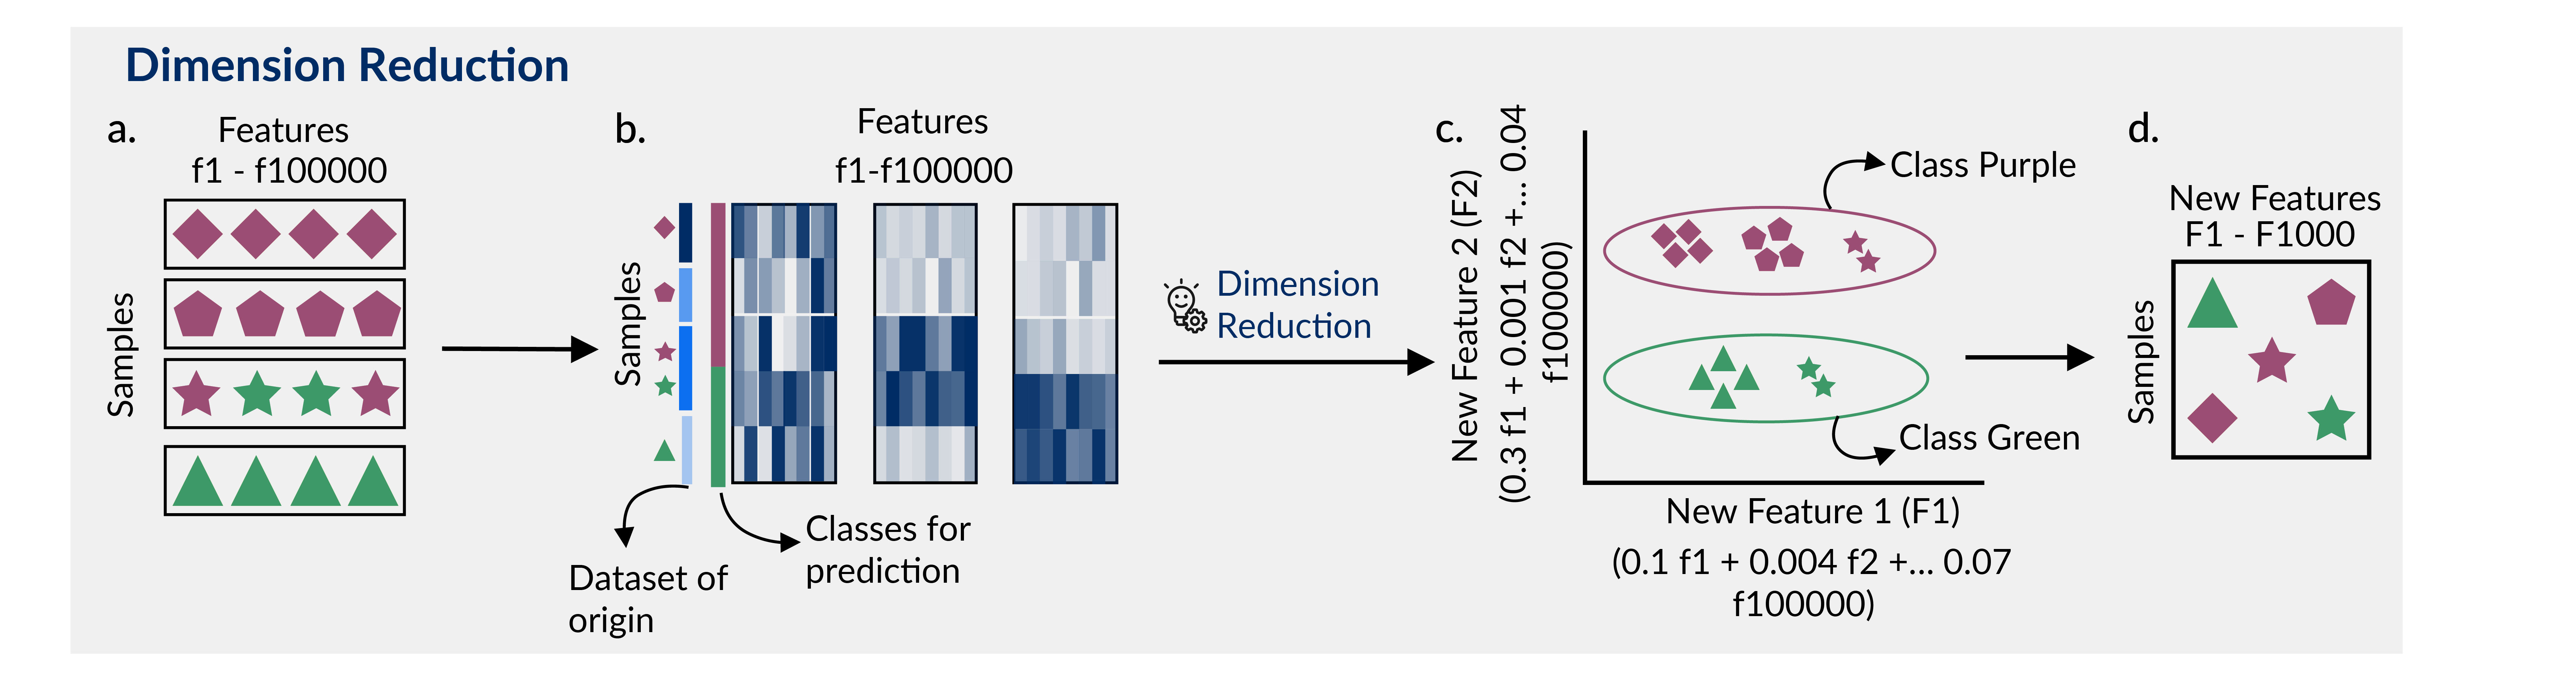 Dimension Reduction
a.
Features
f1 - f100000
Samples
b.
Features
f1-f100000
Samples
Dataset of
origin
Classes for
prediction
Dimension
Reduction
c.
New Feature 2 (F2)
(0.3 f1 + 0.001 f2 +... 0.04
f100000)
Class Purple
Class Green
New Feature 1 (F1)
(0.1 f1 + 0.004 f2 +... 0.07
f100000)
d.
New Features
F1 - F1000
Samples